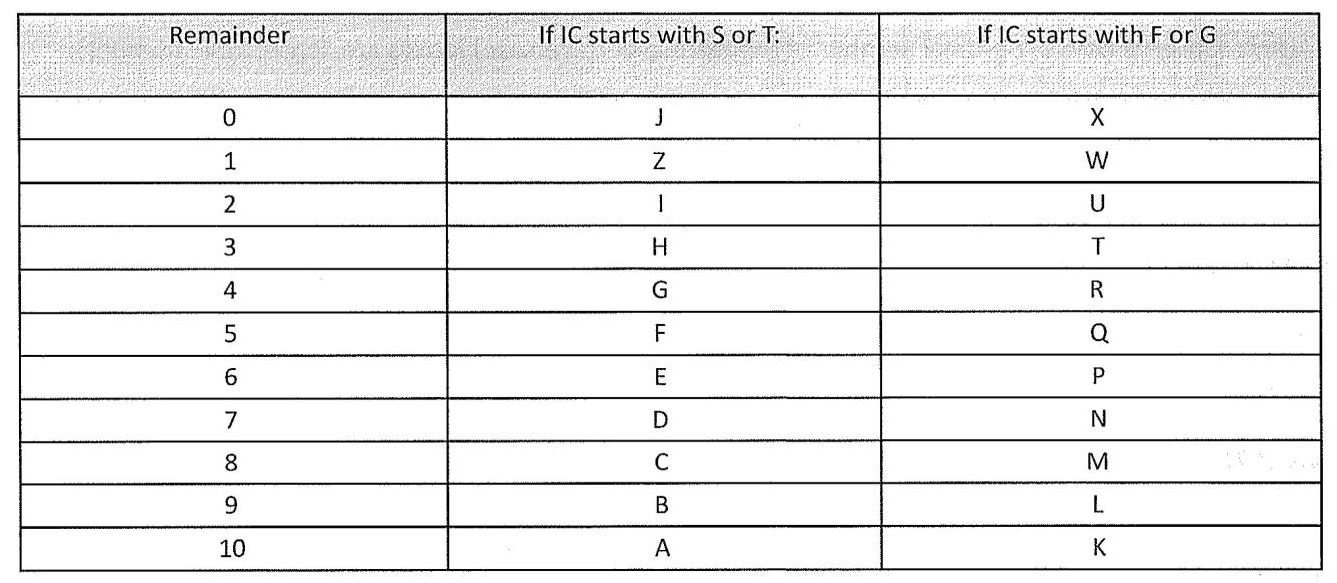 Remainder If IC starts with S or T: If IC starts with F or G
0 J X
1 Z W
2 I U
3 H T
4 G R
5 F Q
6 E P
7 D N
8 C M
9 B L
10 A K